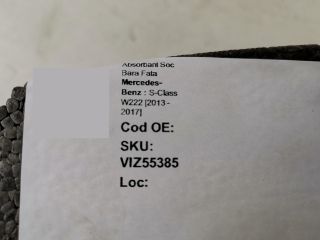 Absorbant Soc
Bara Fata
Mercedes-
Benz : S-Class
W222 [2013 -
2017]
Cod OE:
SKU:
VIZ55385
Loc: